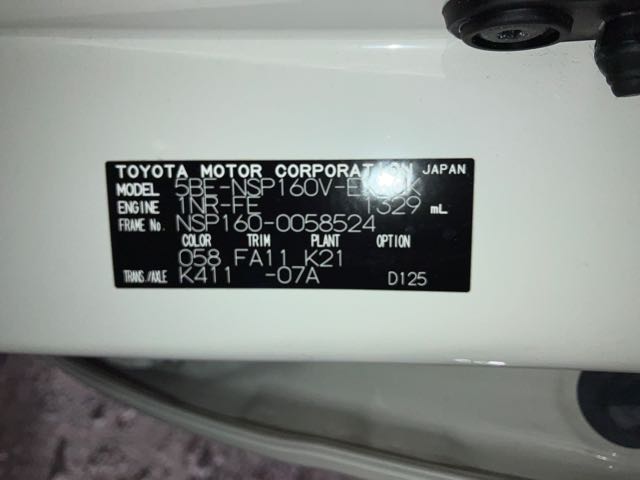 TOYOTA MOTOR CORPORATION JAPAN
MODEL
ENGINE 1NR-FE 1329 mL
FRAME No. NSP160-0058524
COLOR TRIM PLANT OPTION
058 FA11 K21
TRANS./AXLE K411 -07A D125